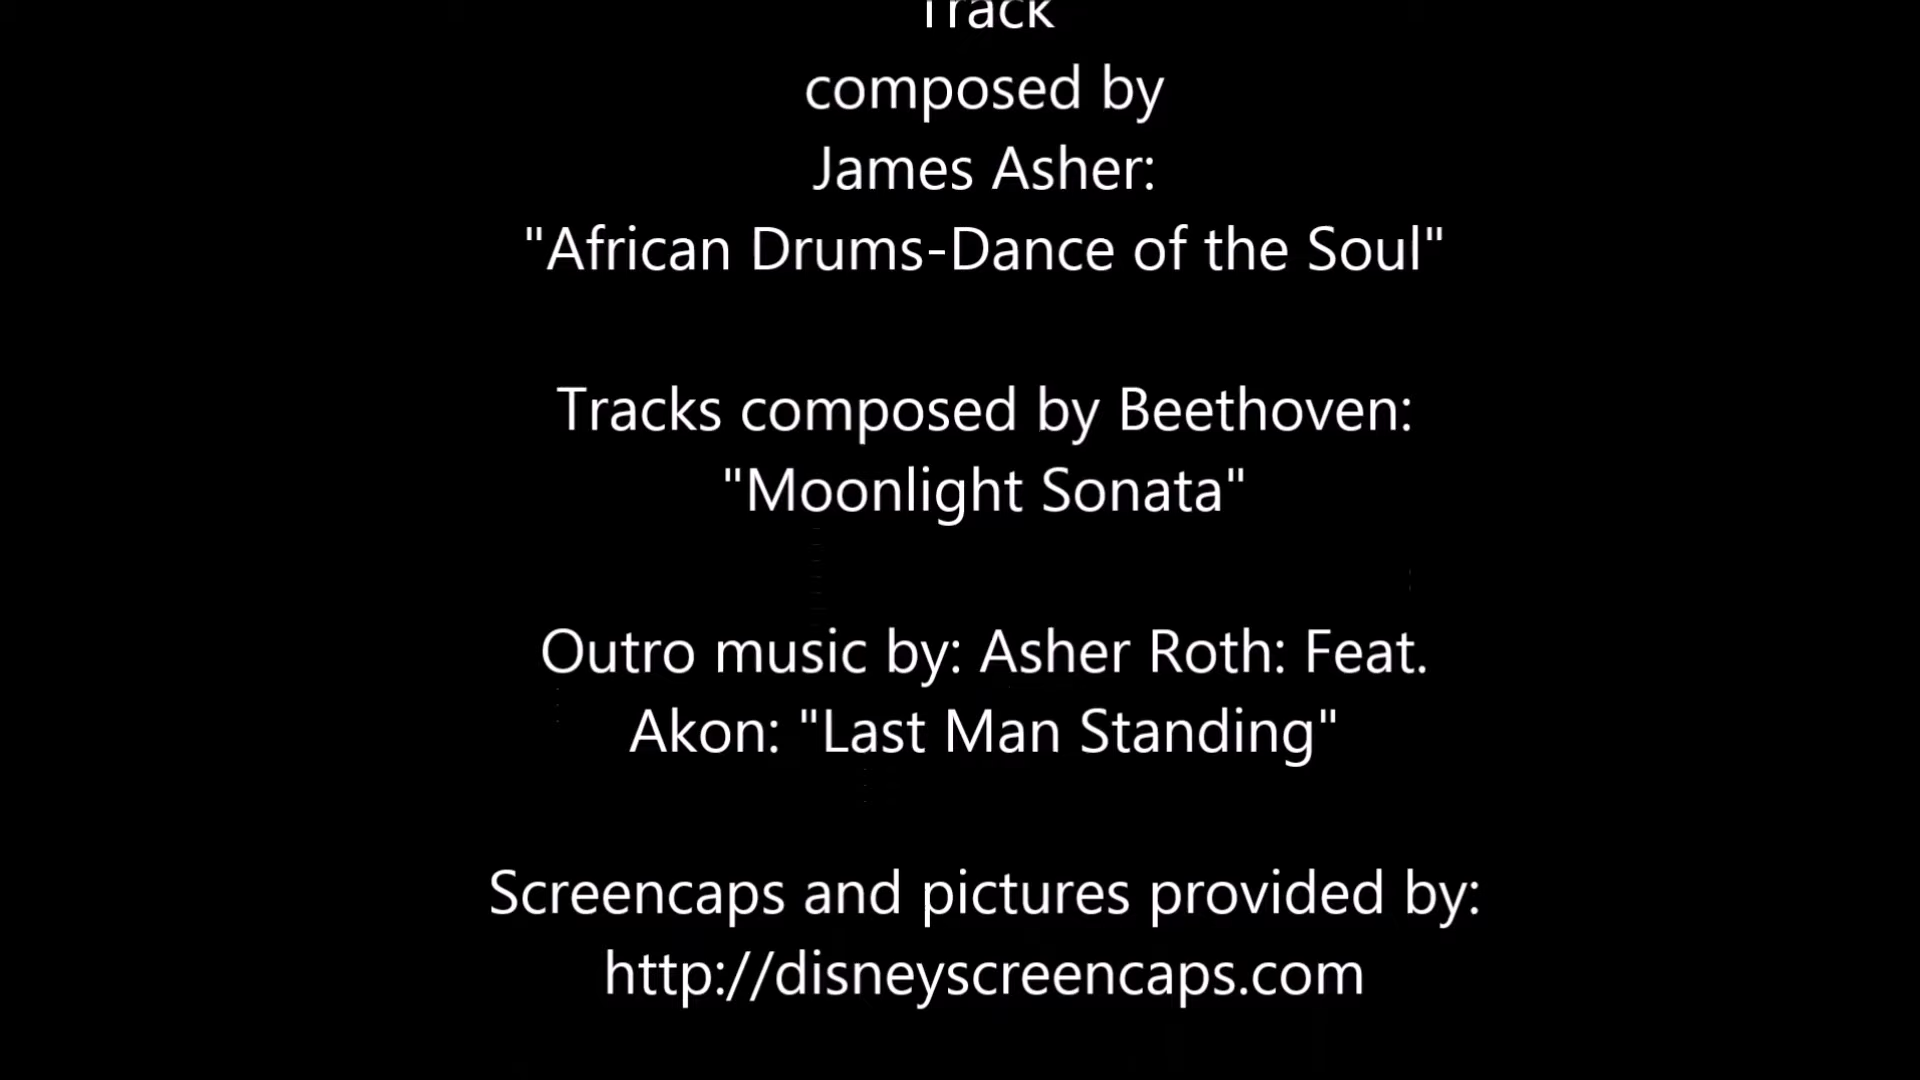 Track
composed by
James Asher:
"African Drums-Dance of the Soul"
Tracks composed by Beethoven:
"Moonlight Sonata"
Outro music by: Asher Roth: Feat.
Akon: "Last Man Standing"
Screencaps and pictures provided by:
http://disneyscreencaps.com